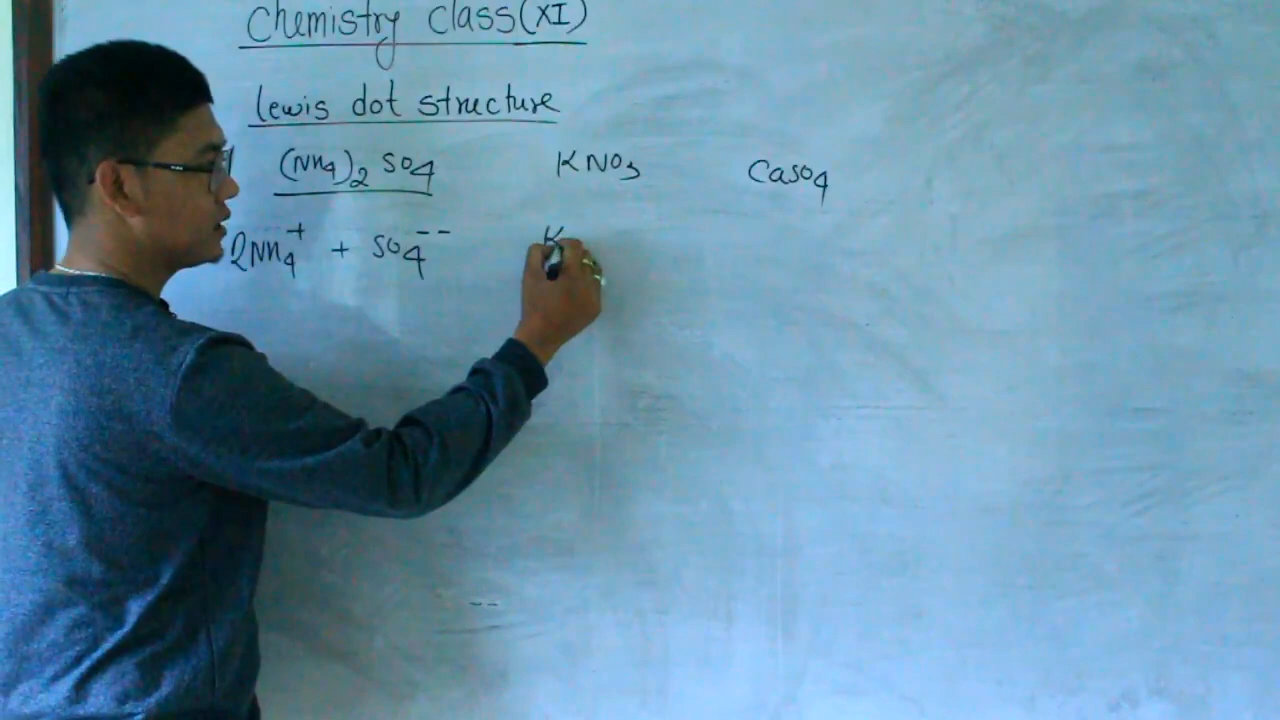 Chemistry Class(XI)
Lewis dot structure
(NH4)2 SO4 KNO3 CaSO4
2NH4+ + SO4-- K